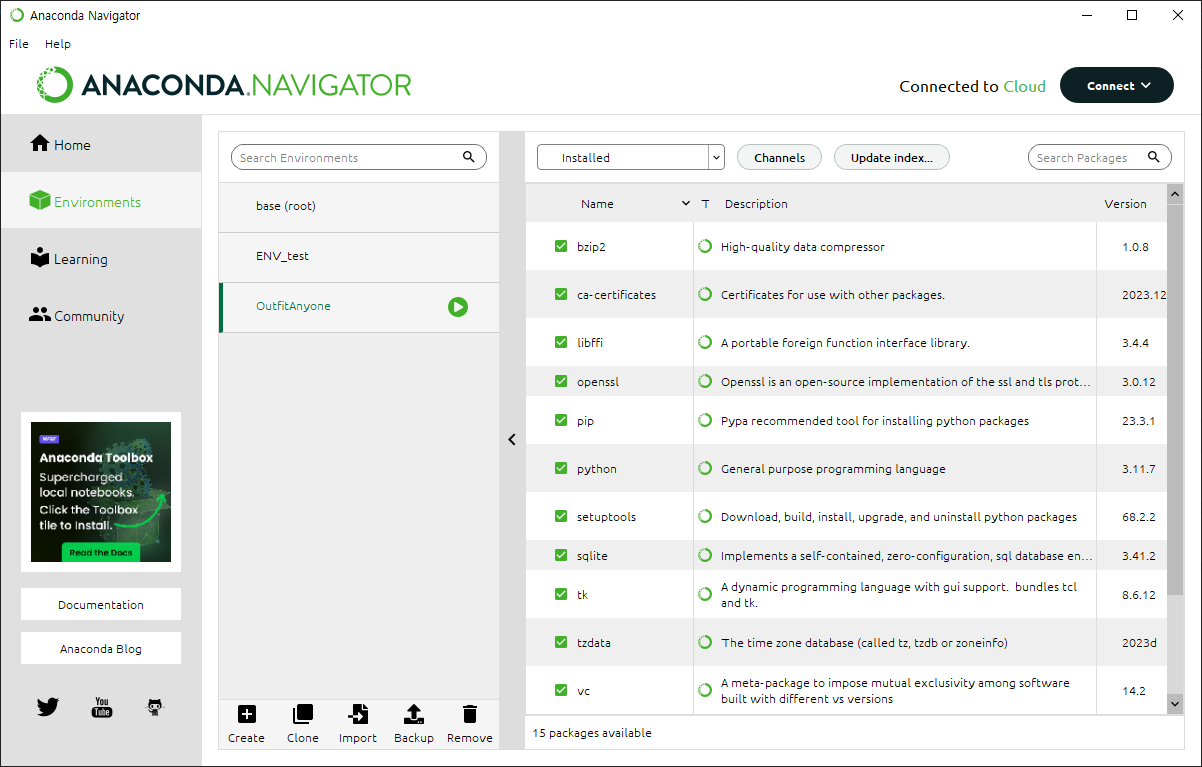 Anaconda Navigator
File Help
ANACONDA.NAVIGATOR
Connected to Cloud
Connect
Home
Environments
Learning
Community
NEW
Anaconda Toolbox
Supercharged
local notebooks.
Click the Toolbox
tile to Install.
Read the Docs
Documentation
Anaconda Blog
You
Tube
Search Environments
base (root)
ENV_test
OutfitAnyone
Create Clone Import Backup Remove
Installed Channels Update index... Search Packages
Name T Description Version
bzip2 High-quality data compressor 1.0.8
ca-certificates Certificates for use with other packages. 2023.12
libffi A portable foreign function interface library. 3.4.4
openssl Openssl is an open-source implementation of the ssl and tls prot... 3.0.12
pip Pypa recommended tool for installing python packages 23.3.1
python General purpose programming language 3.11.7
setuptools Download, build, install, upgrade, and uninstall python packages 68.2.2
sqlite Implements a self-contained, zero-configuration, sql database en... 3.41.2
tk A dynamic programming language with gui support. bundles tcl
and tk. 8.6.12
tzdata The time zone database (called tz, tzdb or zoneinfo) 2023d
vc A meta-package to impose mutual exclusivity among software
built with different vs versions 14.2
15 packages available